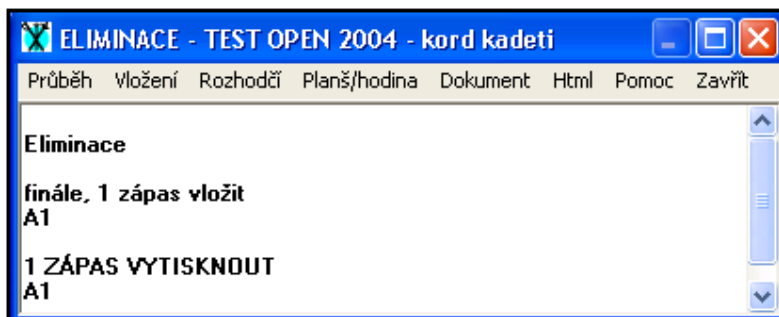 ELIMINACE - TEST OPEN 2004 - kord kadeti
Průběh Vložení Rozhodčí Planš/hodina Dokument Html Pomoc Zavřít
Eliminace
finále, 1 zápas vložit
A1
1 ZÁPAS VYTISKNOUT
A1